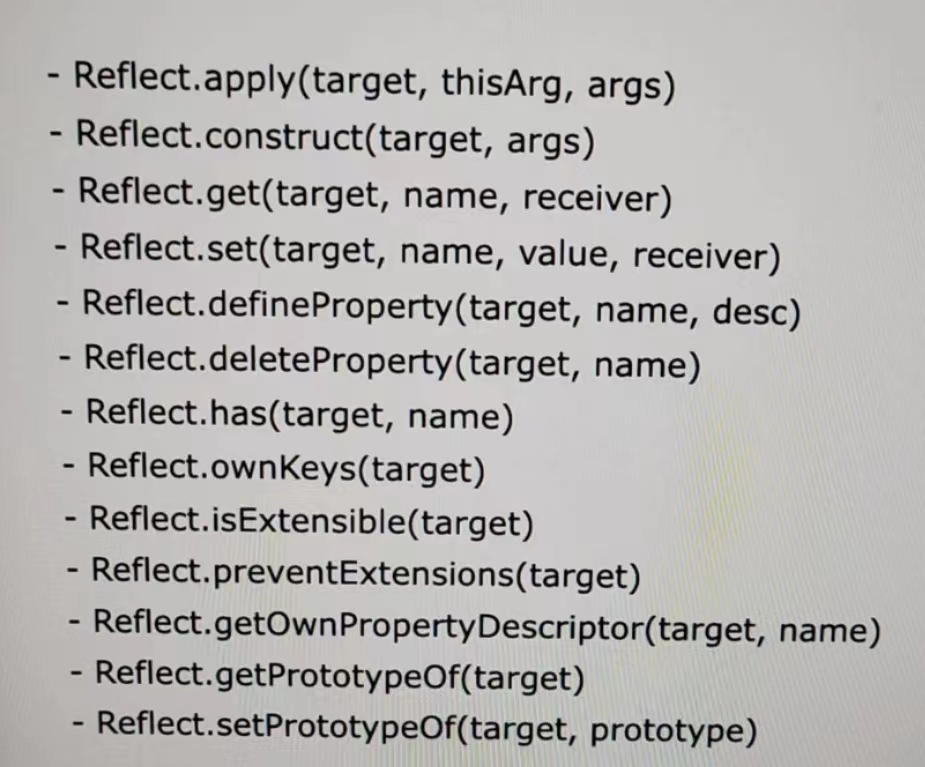 - Reflect.apply(target, thisArg, args)
- Reflect.construct(target, args)
- Reflect.get(target, name, receiver)
- Reflect.set(target, name, value, receiver)
- Reflect.defineProperty(target, name, desc)
- Reflect.deleteProperty(target, name)
- Reflect.has(target, name)
- Reflect.ownKeys(target)
- Reflect.isExtensible(target)
- Reflect.preventExtensions(target)
- Reflect.getOwnPropertyDescriptor(target, name)
- Reflect.getPrototypeOf(target)
- Reflect.setPrototypeOf(target, prototype)